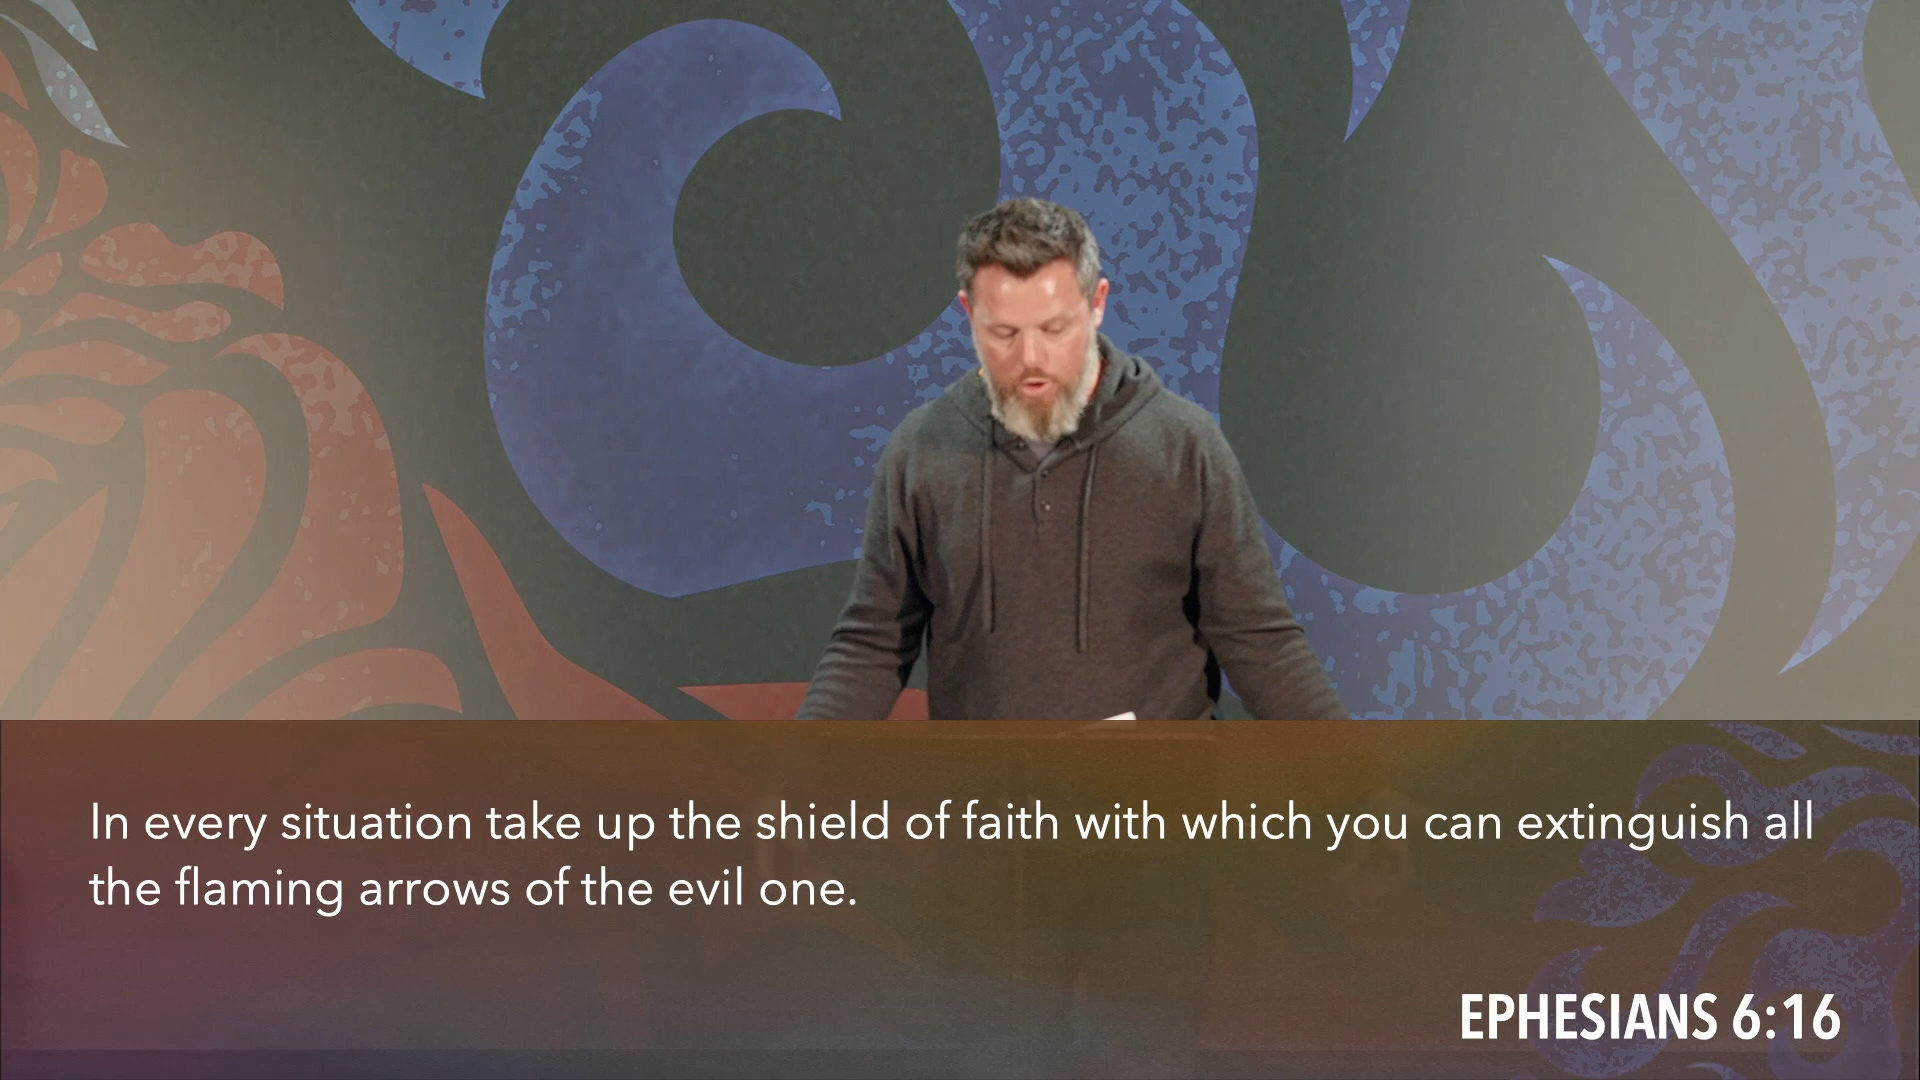 In every situation take up the shield of faith with which you can extinguish all
the flaming arrows of the evil one.
EPHESIANS 6:16